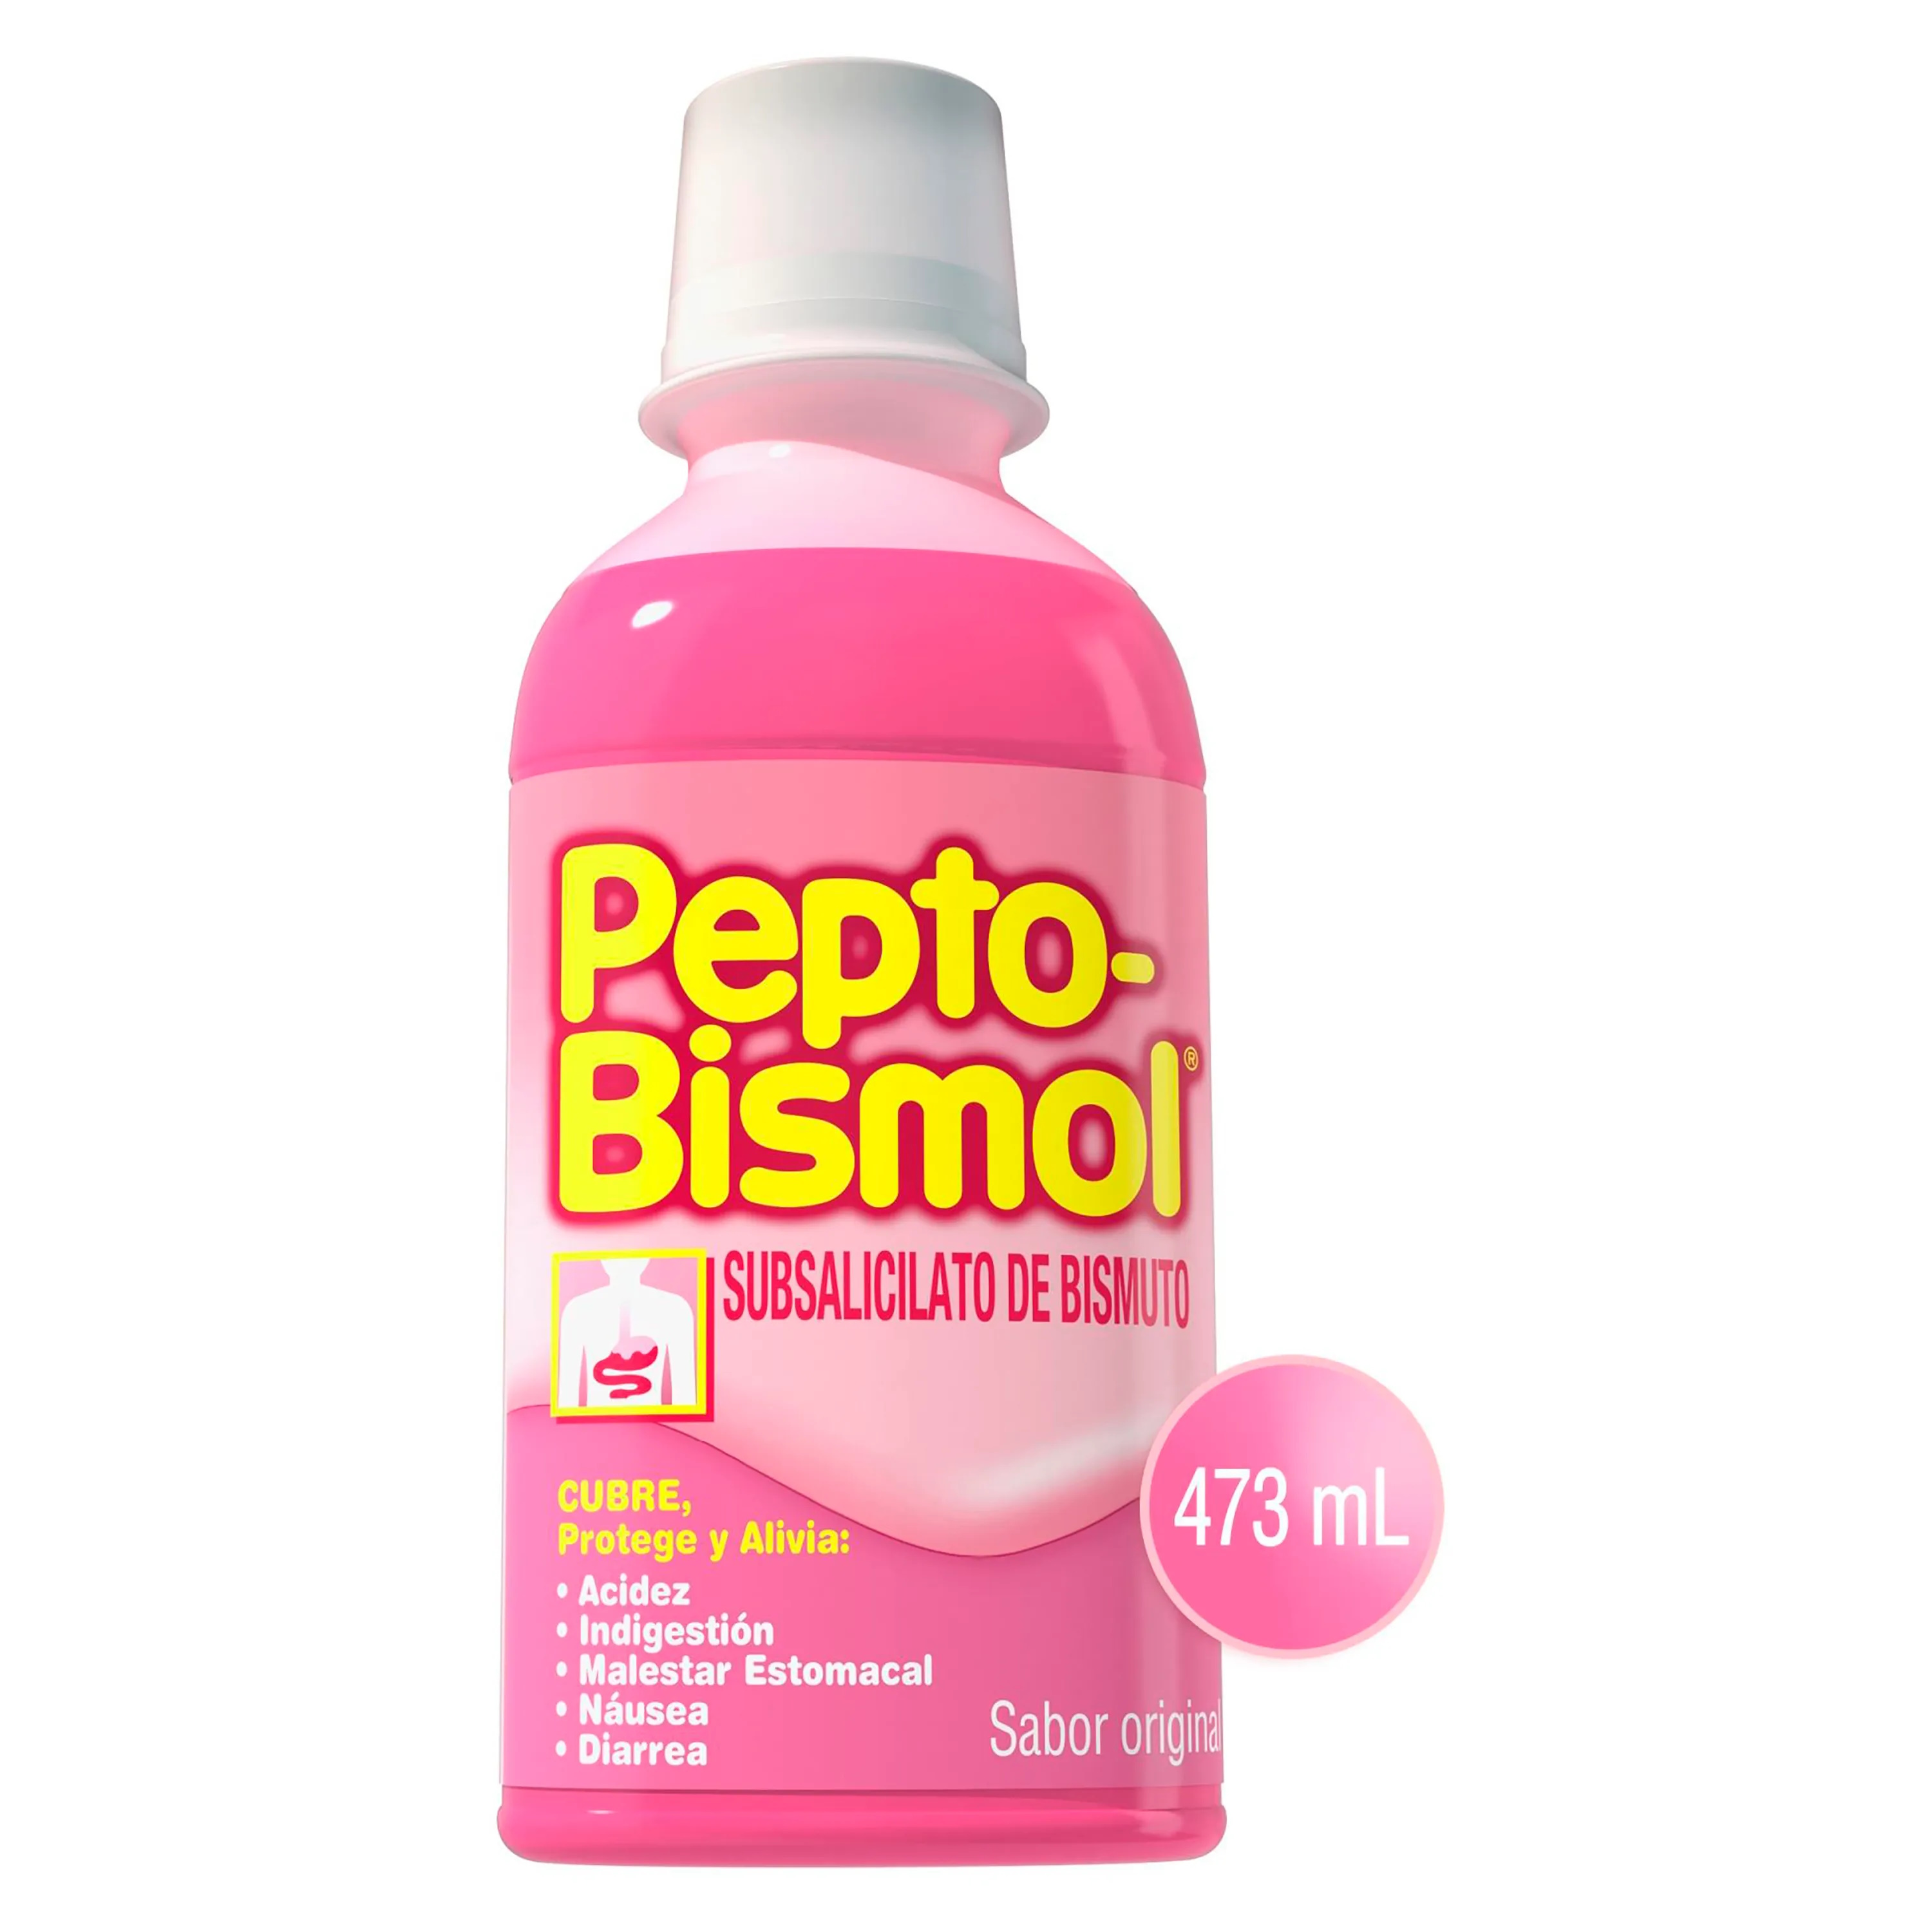 Pepto-
Bismol®
SUBSALICILATO DE BISMUTO
CUBRE,
Protege y Alivia:
• Acidez
• Indigestión
• Malestar Estomacal
• Náusea
• Diarrea
Sabor original
473 mL